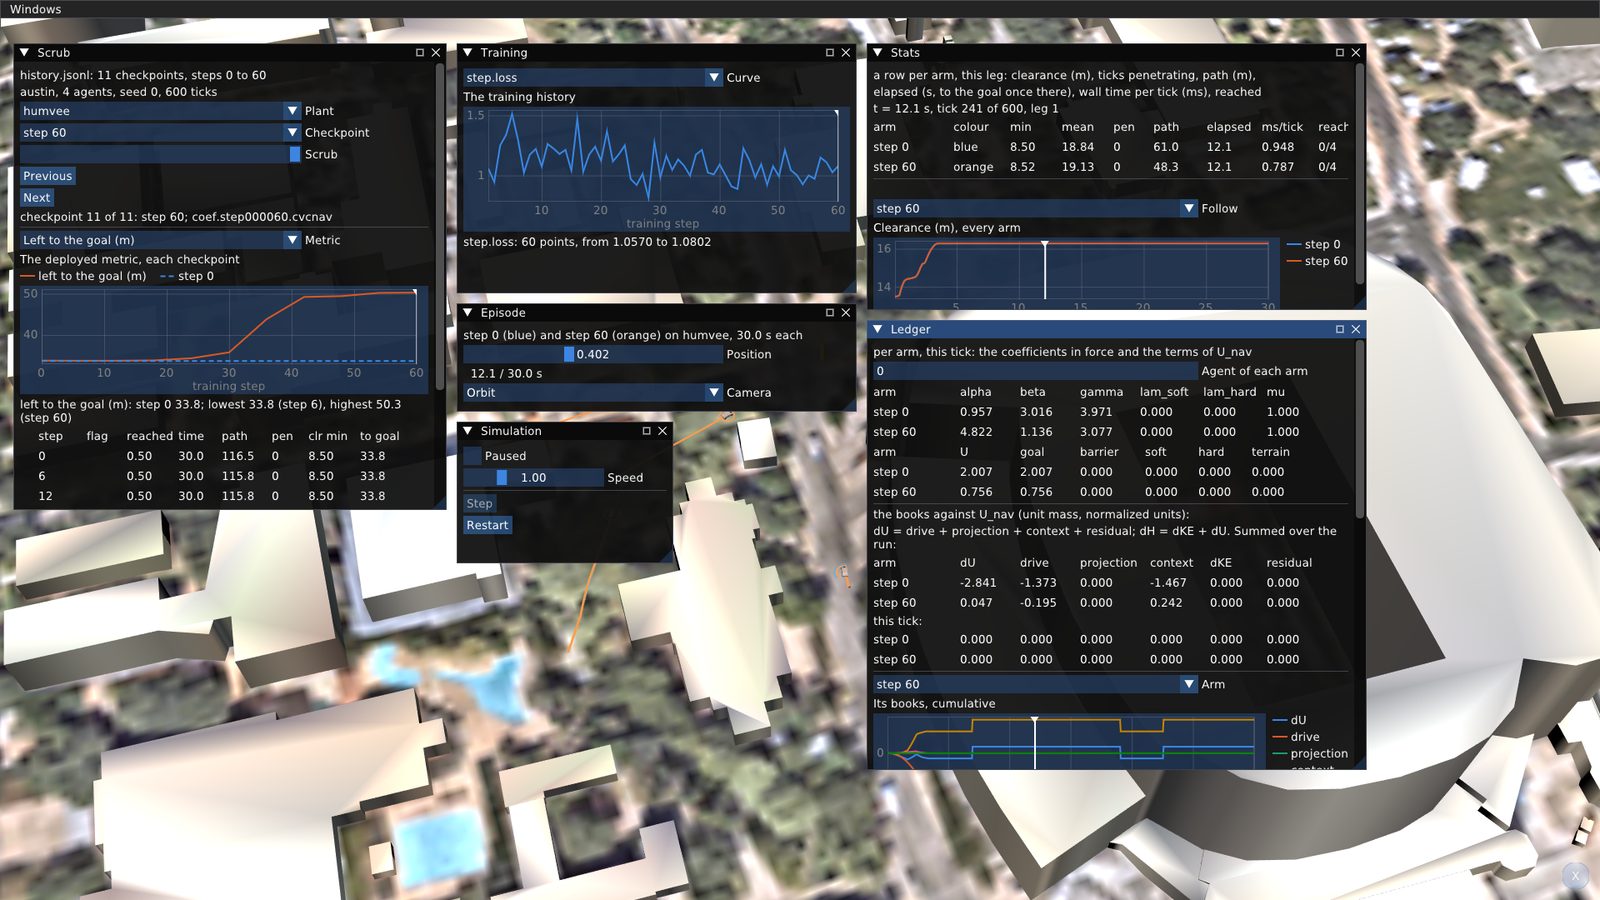 Windows
Scrub
history.jsonl: 11 checkpoints, steps 0 to 60
austin, 4 agents, seed 0, 600 ticks
humvee Plant
step 60 Checkpoint
Scrub
Previous
Next
checkpoint 11 of 11: step 60; coef.step000060.cvcnav
Left to the goal (m) Metric
The deployed metric, each checkpoint
left to the goal (m) step 0
50
40
0 10 20 30 40 50 60
training step
left to the goal (m): step 0 33.8; lowest 33.8 (step 6), highest 50.3
(step 60)
step flag reached time path pen clr min to goal
0 0.50 30.0 116.5 0 8.50 33.8
6 0.50 30.0 115.8 0 8.50 33.8
12 0.50 30.0 115.8 0 8.50 33.8
Training
step.loss Curve
The training history
1.5
1
10 20 30 40 50 60
training step
step.loss: 60 points, from 1.0570 to 1.0802
Episode
step 0 (blue) and step 60 (orange) on humvee, 30.0 s each
0.402 Position
12.1 / 30.0 s
Orbit Camera
Simulation
Paused
1.00 Speed
Step
Restart
Stats
a row per arm, this leg: clearance (m), ticks penetrating, path (m),
elapsed (s, to the goal once there), wall time per tick (ms), reached
t = 12.1 s, tick 241 of 600, leg 1
arm colour min mean pen path elapsed ms/tick reach
step 0 blue 8.50 18.84 0 61.0 12.1 0.948 0/4
step 60 orange 8.52 19.13 0 48.3 12.1 0.787 0/4
step 60 Follow
Clearance (m), every arm
16
14
5 10 15 20 25 30
step 0
step 60
Ledger
per arm, this tick: the coefficients in force and the terms of U_nav
0 Agent of each arm
arm alpha beta gamma lam_soft lam_hard mu
step 0 0.957 3.016 3.971 0.000 0.000 1.000
step 60 4.822 1.136 3.077 0.000 0.000 1.000
arm U goal barrier soft hard terrain
step 0 2.007 2.007 0.000 0.000 0.000 0.000
step 60 0.756 0.756 0.000 0.000 0.000 0.000
the books against U_nav (unit mass, normalized units):
dU = drive + projection + context + residual; dH = dKE + dU. Summed over the
run:
arm dU drive projection context dKE residual
step 0 -2.841 -1.373 0.000 -1.467 0.000 0.000
step 60 0.047 -0.195 0.000 0.242 0.000 0.000
this tick:
step 0 0.000 0.000 0.000 0.000 0.000 0.000
step 60 0.000 0.000 0.000 0.000 0.000 0.000
step 60 Arm
Its books, cumulative
0
dU
drive
projection
X